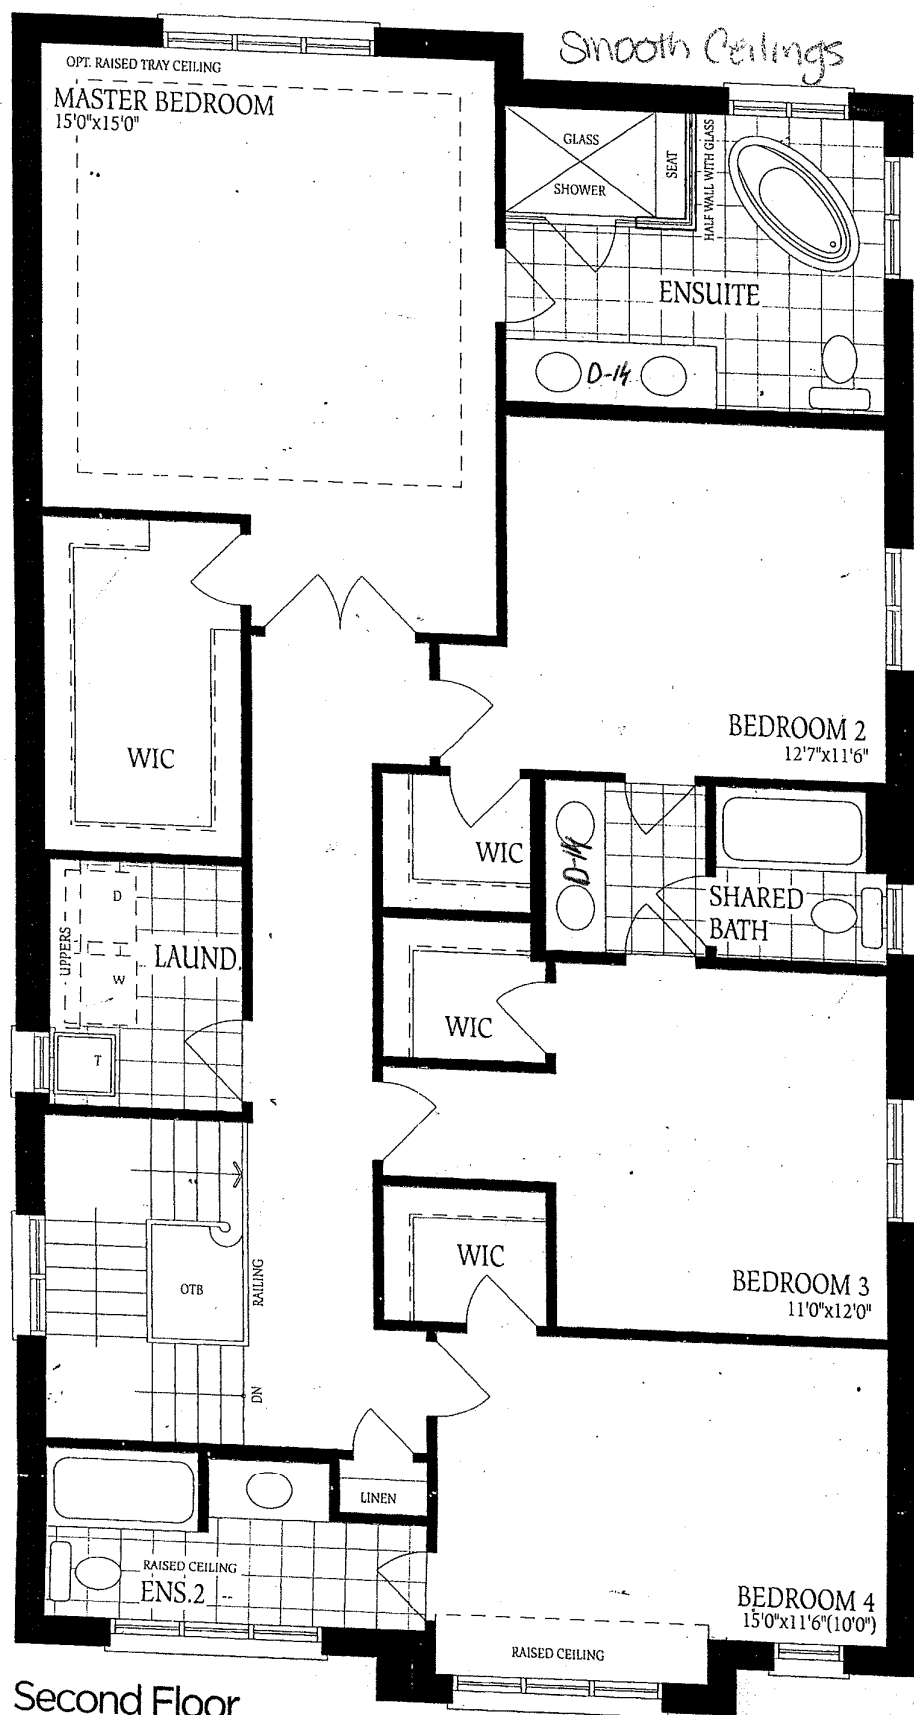 Smooth Ceilings
OPT. RAISED TRAY CEILING
MASTER BEDROOM
15'0"x15'0"
GLASS
SHOWER
SEAT
HALF WALL WITH GLASS
ENSUITE
D-14
BEDROOM 2
12'7"x11'6"
WIC
WIC
D-14
SHARED
BATH
UPPERS
D
W
LAUND.
T
WIC
OTB
RAILING
WIC
BEDROOM 3
11'0"x12'0"
DN
LINEN
RAISED CEILING
ENS.2
BEDROOM 4
15'0"x11'6"(10'0")
RAISED CEILING
Second Floor